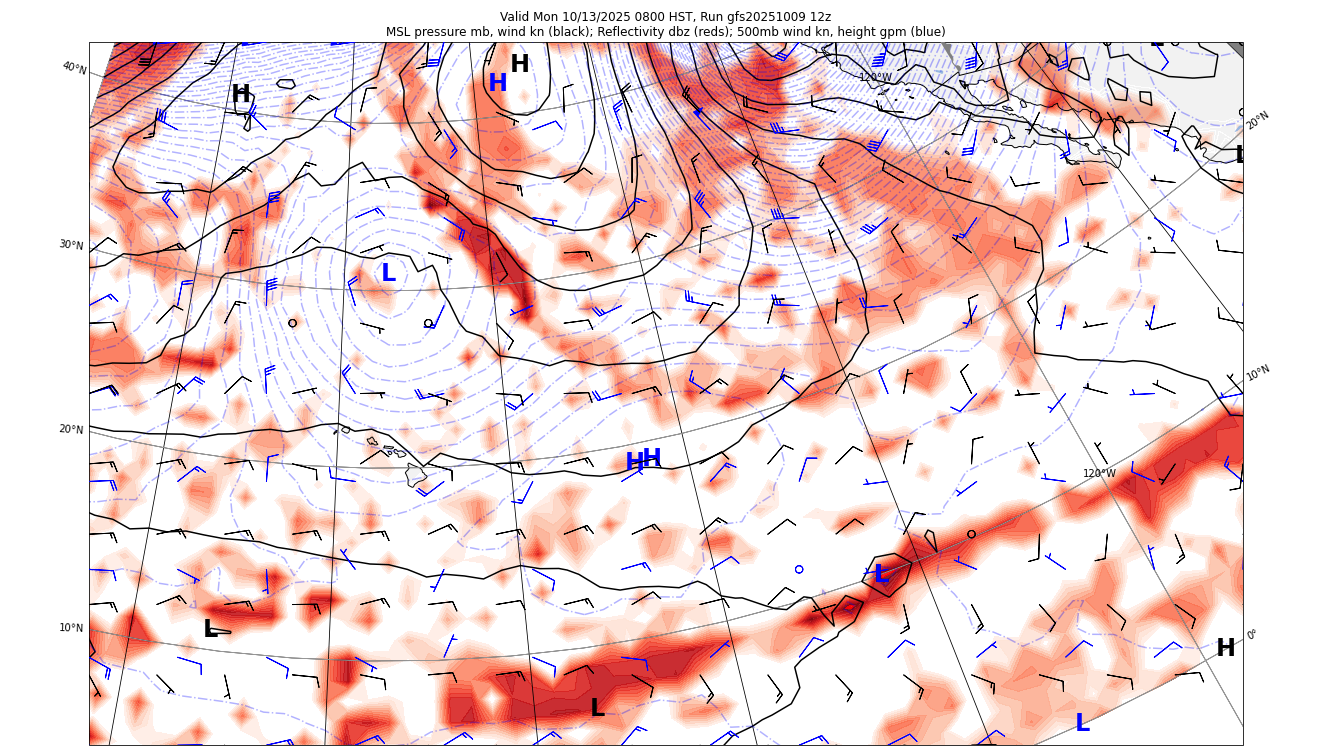 Valid Mon 10/13/2025 0800 HST, Run gfs20251009 12z
MSL pressure mb, wind kn (black); Reflectivity dbz (reds); 500mb wind kn, height gpm (blue)
L
H
40°N
H
120°W
H
20°N
L
30°N
L
10°N
20°N
H H
120°W
L
10°N
L
0°
H
L
L